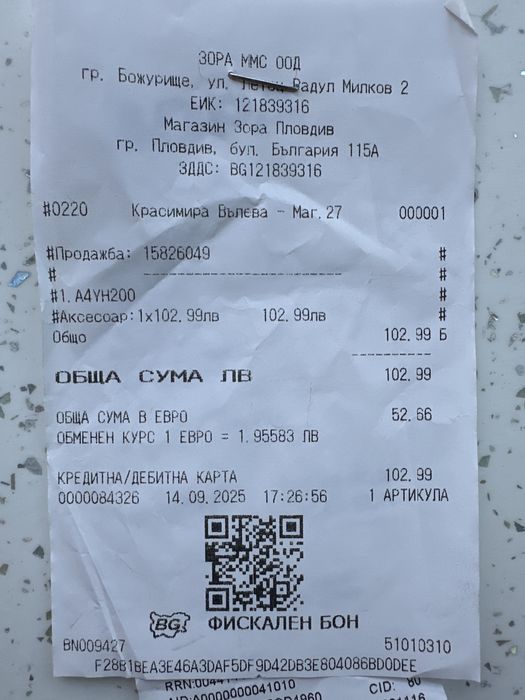 ЗОРА ММС ООД
гр. Божурище, ул. Летец Радул Милков 2
ЕИК: 121839316
Магазин Зора Пловдив
гр. Пловдив, бул. България 115А
ЗДДС: BG121839316
#0220 Красимира Вълева - Маг. 27 000001
#Продажба: 15826049 #
# -------------------------- #
#1. A4YH200 #
#Аксесоар: 1x102.99лв 102.99лв #
Общо 102.99 Б
----------
ОБЩА СУМА ЛВ 102.99
ОБЩА СУМА В ЕВРО 52.66
ОБМЕНЕН КУРС 1 ЕВРО = 1.95583 ЛВ
КРЕДИТНА/ДЕБИТНА КАРТА 102.99
0000084326 14.09.2025 17:26:56 1 АРТИКУЛА
BG ФИСКАЛЕН БОН
BN009427 51010310
F28B1BEA3E46A3DAF5DF9D42DB3E804086BD0DEE